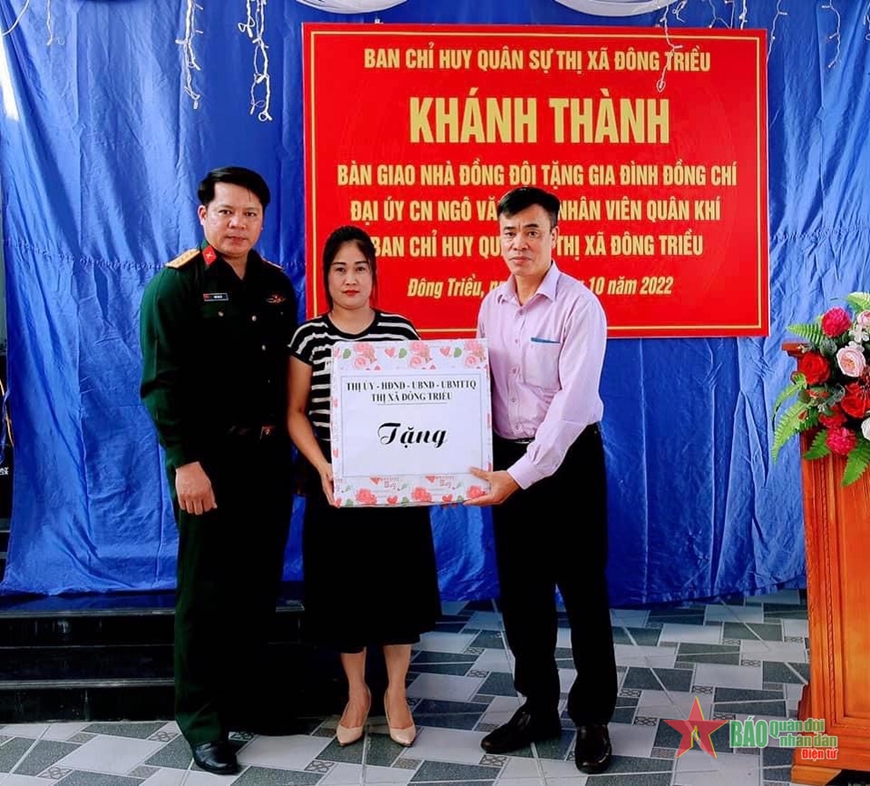 BAN CHỈ HUY QUÂN SỰ THỊ XÃ ĐÔNG TRIỀU
KHÁNH THÀNH
BÀN GIAO NHÀ ĐỒNG ĐỘI TẶNG GIA ĐÌNH ĐỒNG CHÍ
ĐẠI ÚY CN NGÔ VĂ NHÂN VIÊN QUÂN KHÍ
BAN CHỈ HUY QU THỊ XÃ ĐÔNG TRIỀU
Đông Triều, 10 năm 2022
THỊ ỦY - HĐND - UBND - UBMTTQ
THỊ XÃ ĐÔNG TRIỀU
Tặng
BÁO quân đội
nhân dân
Điện tử